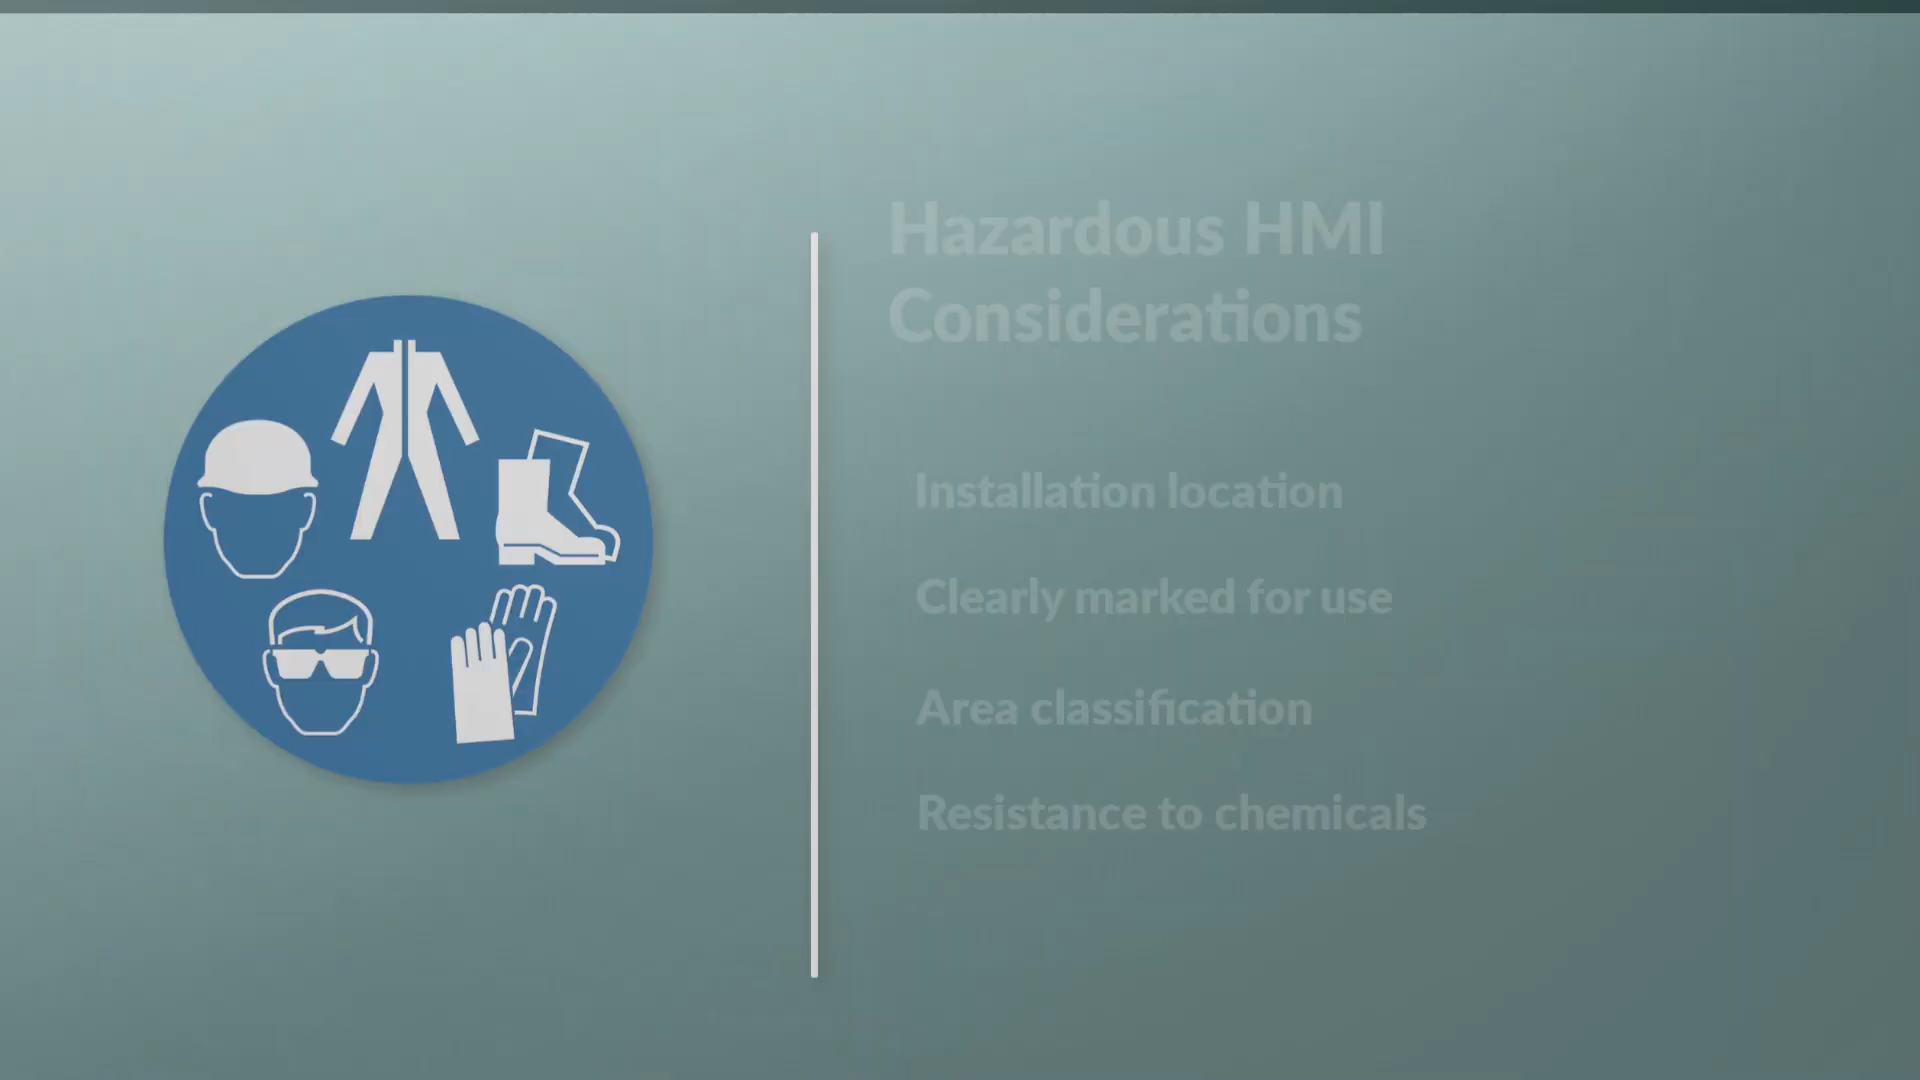 Hazardous HMI
Considerations
Installation location
Clearly marked for use
Area classification
Resistance to chemicals